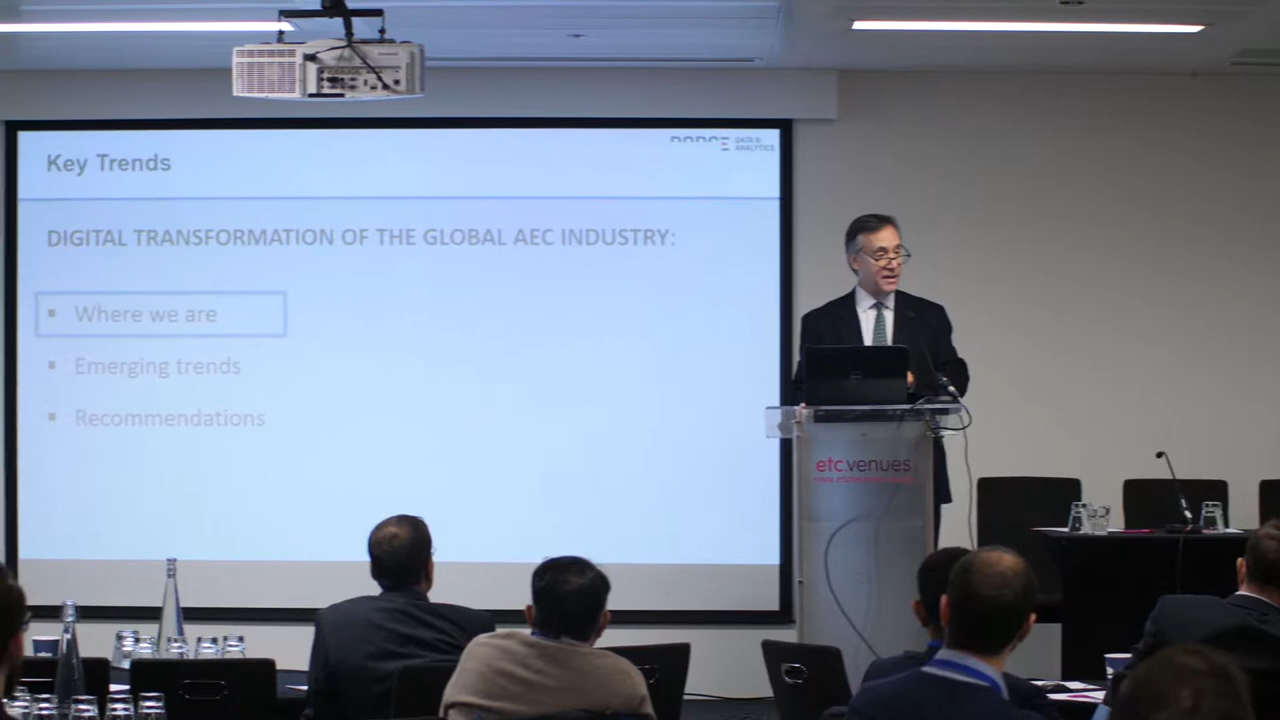 Key Trends
DATA &
ANALYTICS
DIGITAL TRANSFORMATION OF THE GLOBAL AEC INDUSTRY:
▪ Where we are
▪ Emerging trends
▪ Recommendations
etc.venues